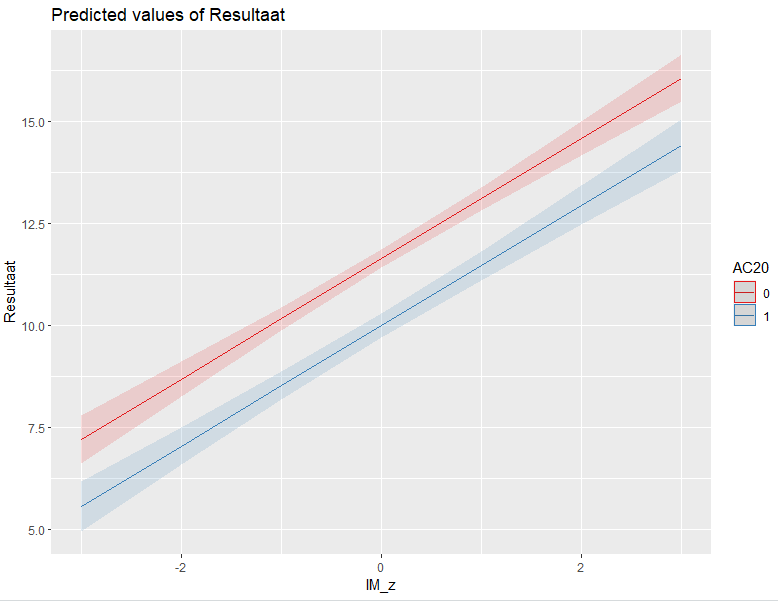 Predicted values of Resultaat
Resultaat
15.0
12.5
10.0
7.5
5.0
-2
0
2
IM_z
AC20
0
1